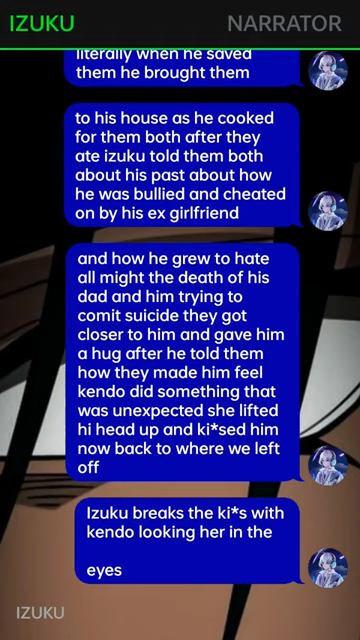 IZUKU NARRATOR
literally when he saved
them he brought them
to his house as he cooked
for them both after they
ate izuku told them both
about his past about how
he was bullied and cheated
on by his ex girlfriend
and how he grew to hate
all might the death of his
dad and him trying to
comit suicide they got
closer to him and gave him
a hug after he told them
how they made him feel
kendo did something that
was unexpected she lifted
hi head up and ki*sed him
now back to where we left
off
Izuku breaks the ki*s with
kendo looking her in the
eyes
IZUKU